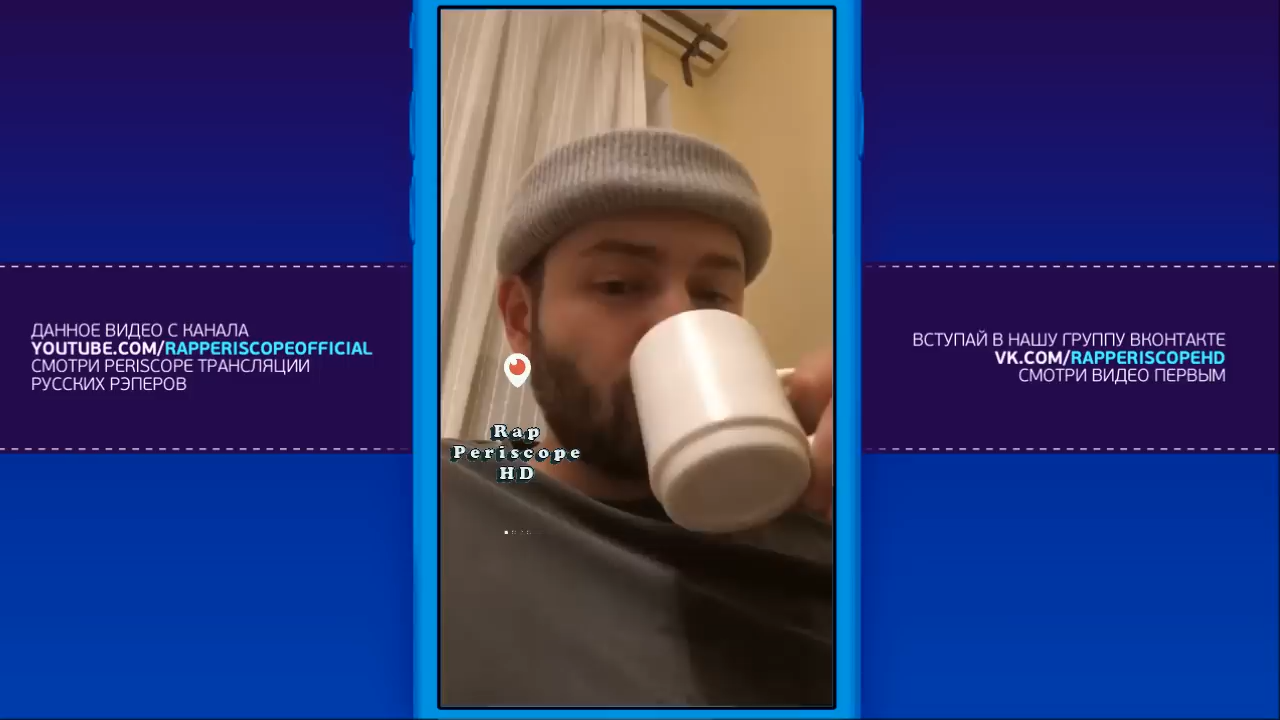 ДАННОЕ ВИДЕО С КАНАЛА
YOUTUBE.COM/RAPPERISCOPEOFFICIAL
СМОТРИ PERISCOPE ТРАНСЛЯЦИИ
РУССКИХ РЭПЕРОВ
Rap
Periscope
HD
ВСТУПАЙ В НАШУ ГРУППУ ВКОНТАКТЕ
VK.COM/RAPPERISCOPEHD
СМОТРИ ВИДЕО ПЕРВЫМ